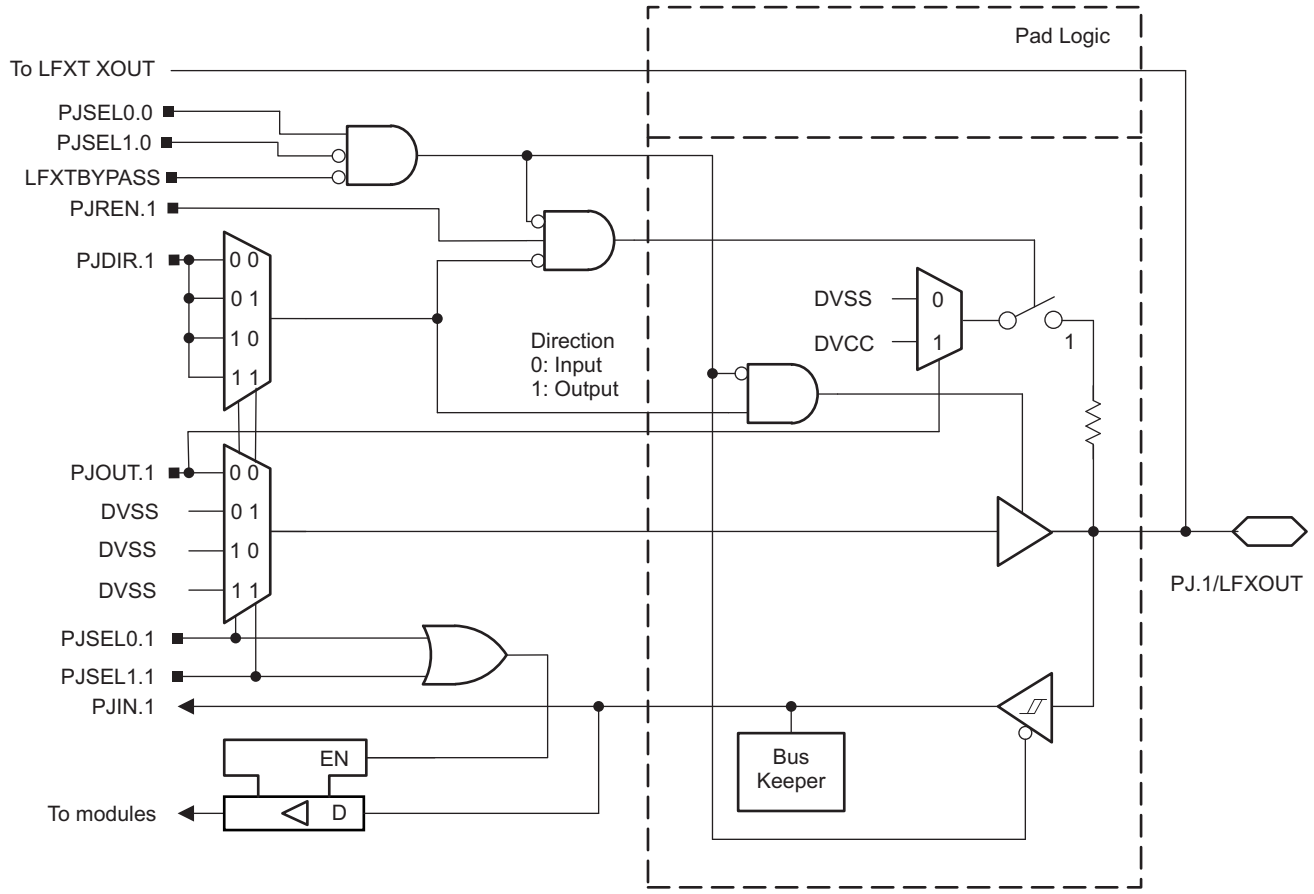 Pad Logic
To LFXT XOUT
PJSEL0.0
PJSEL1.0
LFXTBYPASS
PJREN.1
PJDIR.1
0 0
0 1
1 0
1 1
Direction
0: Input
1: Output
DVSS
0
DVCC
1
1
PJOUT.1
0 0
DVSS
0 1
DVSS
1 0
DVSS
1 1
PJ.1/LFXOUT
PJSEL0.1
PJSEL1.1
PJIN.1
Bus
Keeper
EN
To modules
D